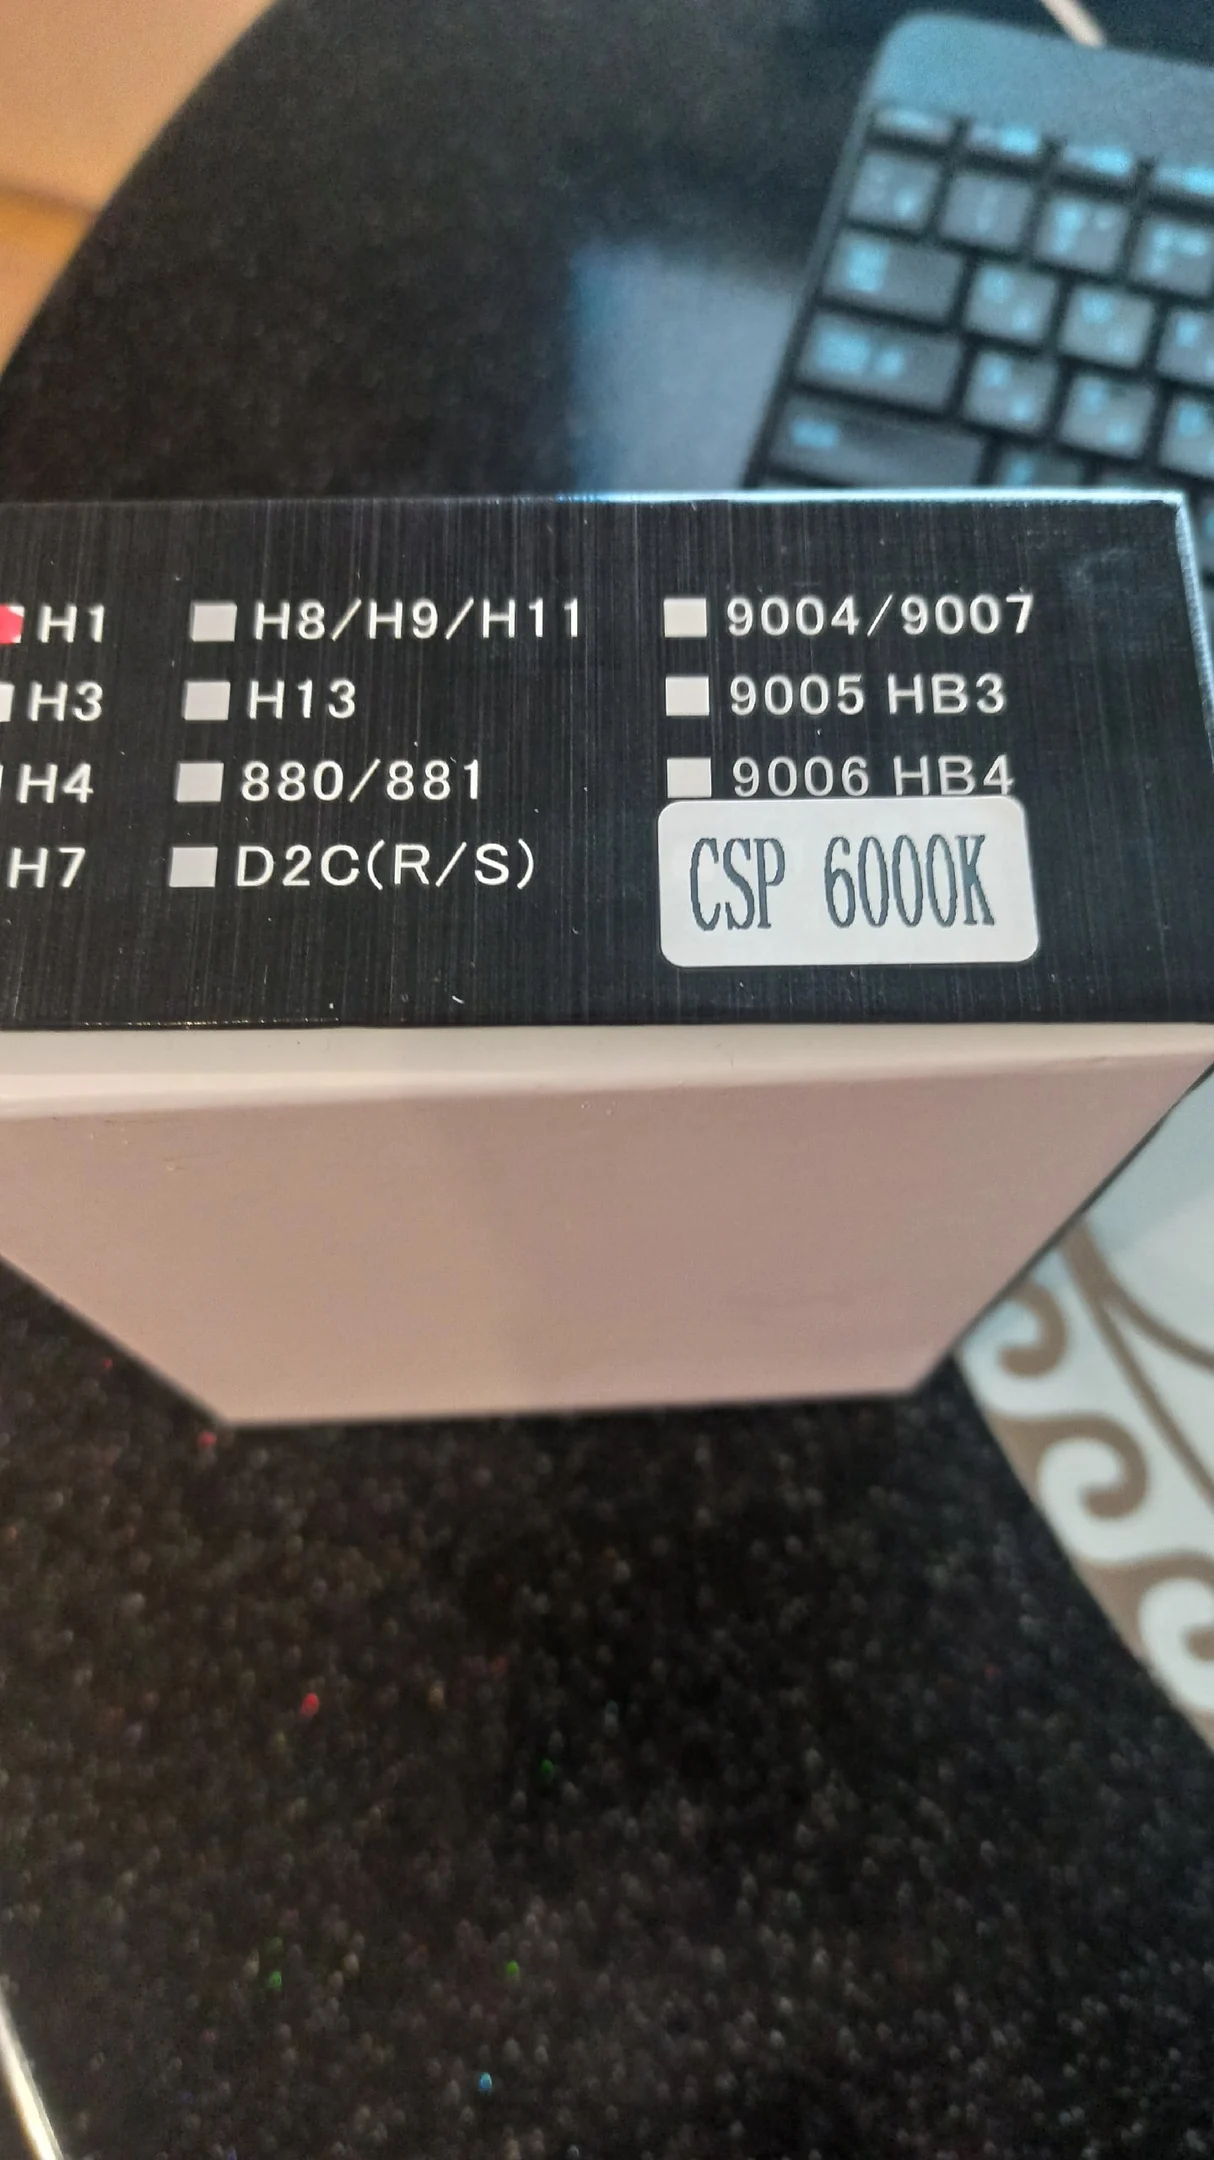 H1 H8/H9/H11 9004/9007
H3 H13 9005 HB3
H4 880/881 9006 HB4
H7 D2C(R/S)
CSP 6000K